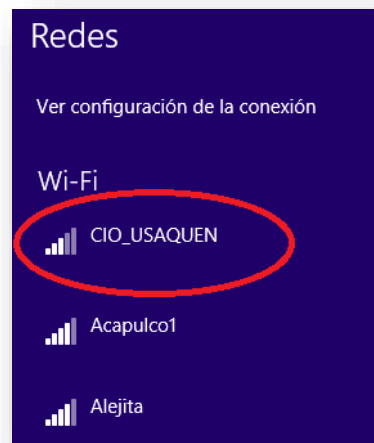 Redes
Ver configuración de la conexión
Wi-Fi
CIO_USAQUEN
Acapulco1
Alejita